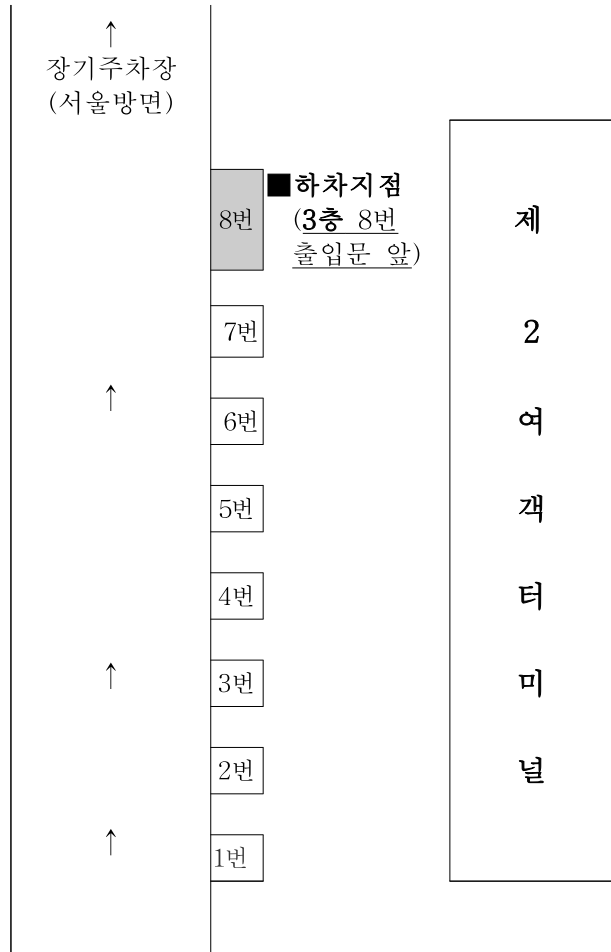 ↑
장기주차장
(서울방면)
8번
■하차지점
(3층 8번
출입문 앞)
7번
↑
6번
5번
4번
↑
3번
2번
↑
1번
제
2
여
객
터
미
널